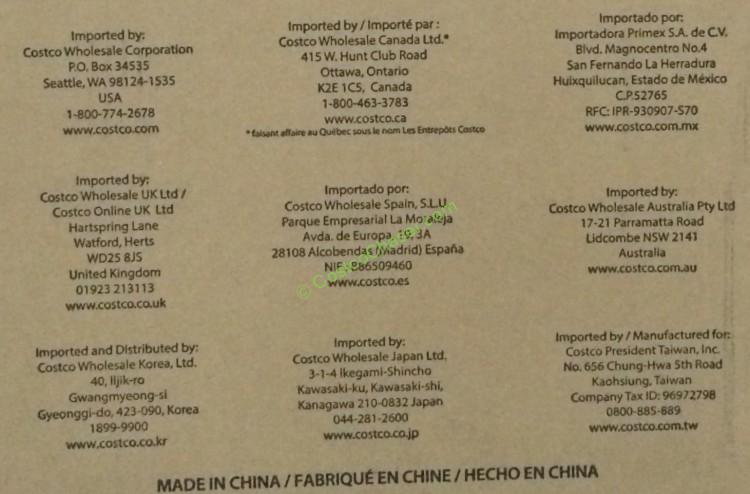 Imported by:
Costco Wholesale Corporation
P.O. Box 34535
Seattle, WA 98124-1535
USA
1-800-774-2678
www.costco.com
Imported by / Importé par :
Costco Wholesale Canada Ltd.*
415 W. Hunt Club Road
Ottawa, Ontario
K2E 1C5, Canada
1-800-463-3783
www.costco.ca
*faisant affaire au Québec sous le nom Les Entrepôts Costco
Importado por:
Importadora Primex S.A. de C.V.
Blvd. Magnocentro No.4
San Fernando La Herradura
Huixquilucan, Estado de México
C.P.52765
RFC: IPR-930907-S70
www.costco.com.mx
Imported by:
Costco Wholesale UK Ltd /
Costco Online UK Ltd
Hartspring Lane
Watford, Herts
WD25 8JS
United Kingdom
01923 213113
www.costco.co.uk
Importado por:
Costco Wholesale Spain, S.L.U.
Parque Empresarial La Moraleja
Avda. de Europa, 19, 3A
28108 Alcobendas (Madrid) España
NIF: B86509460
www.costco.es
Imported by:
Costco Wholesale Australia Pty Ltd
17-21 Parramatta Road
Lidcombe NSW 2141
Australia
www.costco.com.au
Imported and Distributed by:
Costco Wholesale Korea, Ltd.
40, Iljik-ro
Gwangmyeong-si
Gyeonggi-do, 423-090, Korea
1899-9900
www.costco.co.kr
Imported by:
Costco Wholesale Japan Ltd.
3-1-4 Ikegami-Shincho
Kawasaki-ku, Kawasaki-shi,
Kanagawa 210-0832 Japan
044-281-2600
www.costco.co.jp
Imported by / Manufactured for:
Costco President Taiwan, Inc.
No. 656 Chung-Hwa 5th Road
Kaohsiung, Taiwan
Company Tax ID: 96972798
0800-885-889
www.costco.com.tw
MADE IN CHINA / FABRIQUÉ EN CHINE / HECHO EN CHINA